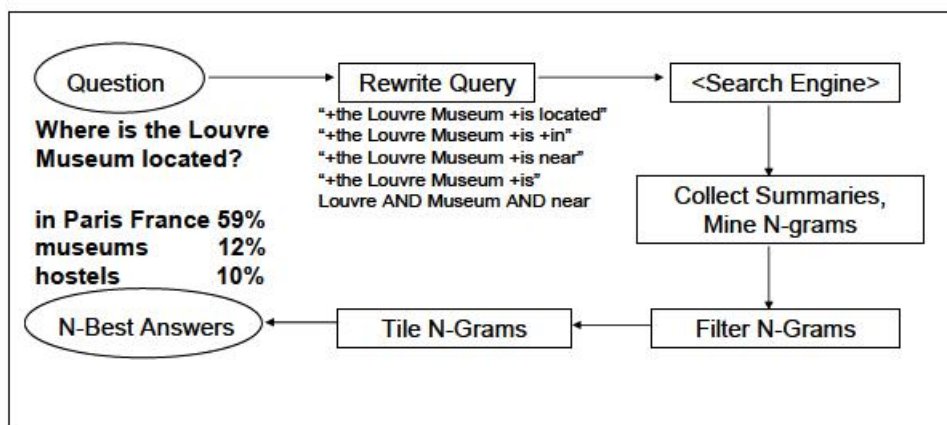 Question
Rewrite Query
<Search Engine>
Where is the Louvre
Museum located?
"+the Louvre Museum +is located"
"+the Louvre Museum +is +in"
"+the Louvre Museum +is near"
"+the Louvre Museum +is"
Louvre AND Museum AND near
Collect Summaries,
Mine N-grams
in Paris France 59%
museums 12%
hostels 10%
N-Best Answers
Tile N-Grams
Filter N-Grams